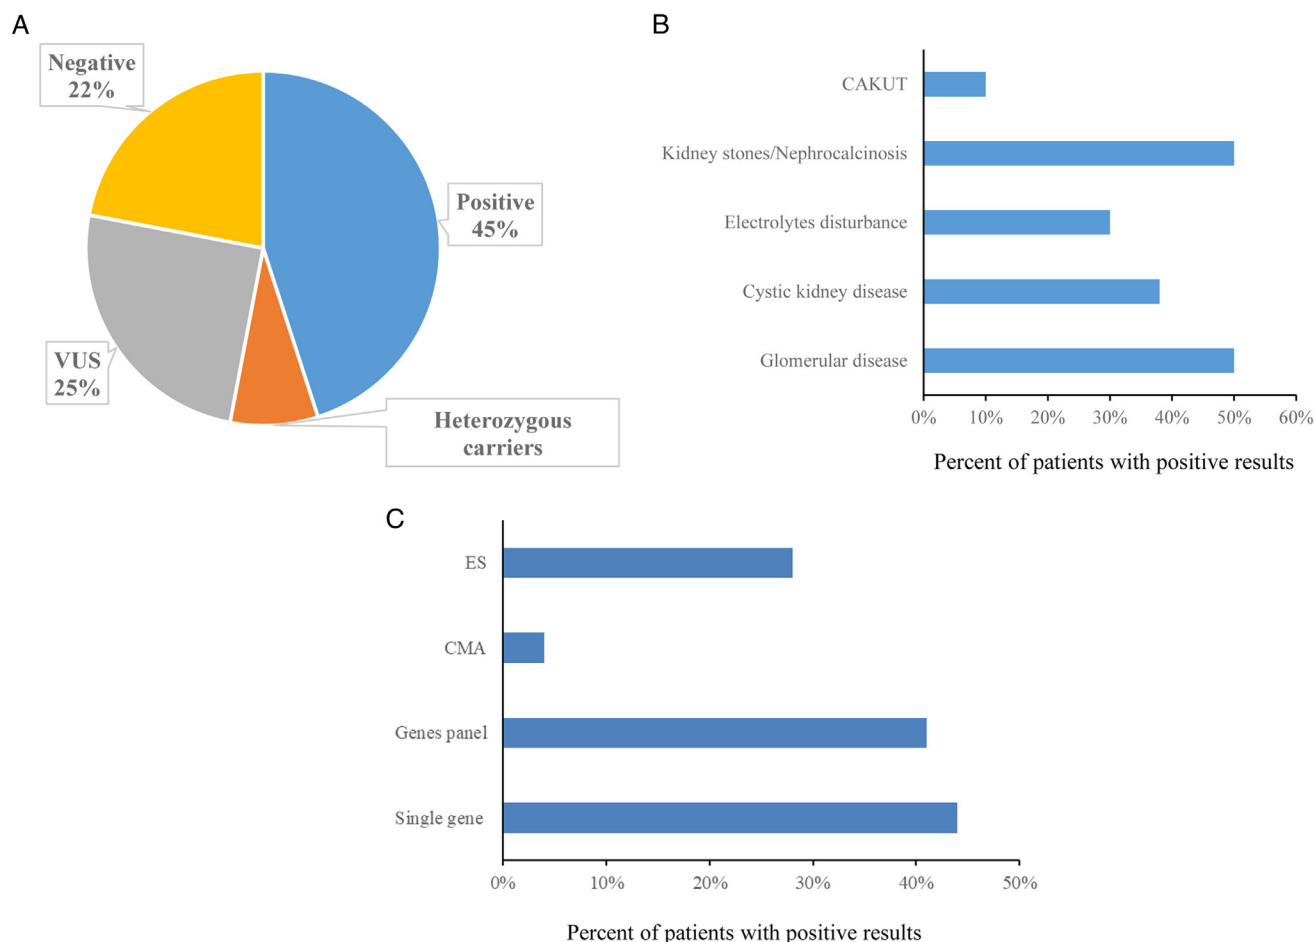 A
Negative
22%
Positive
45%
VUS
25%
Heterozygous
carriers
B
CAKUT
Kidney stones/Nephrocalcinosis
Electrolytes disturbance
Cystic kidney disease
Glomerular disease
0% 10% 20% 30% 40% 50% 60%
Percent of patients with positive results
C
ES
CMA
Genes panel
Single gene
0% 10% 20% 30% 40% 50%
Percent of patients with positive results